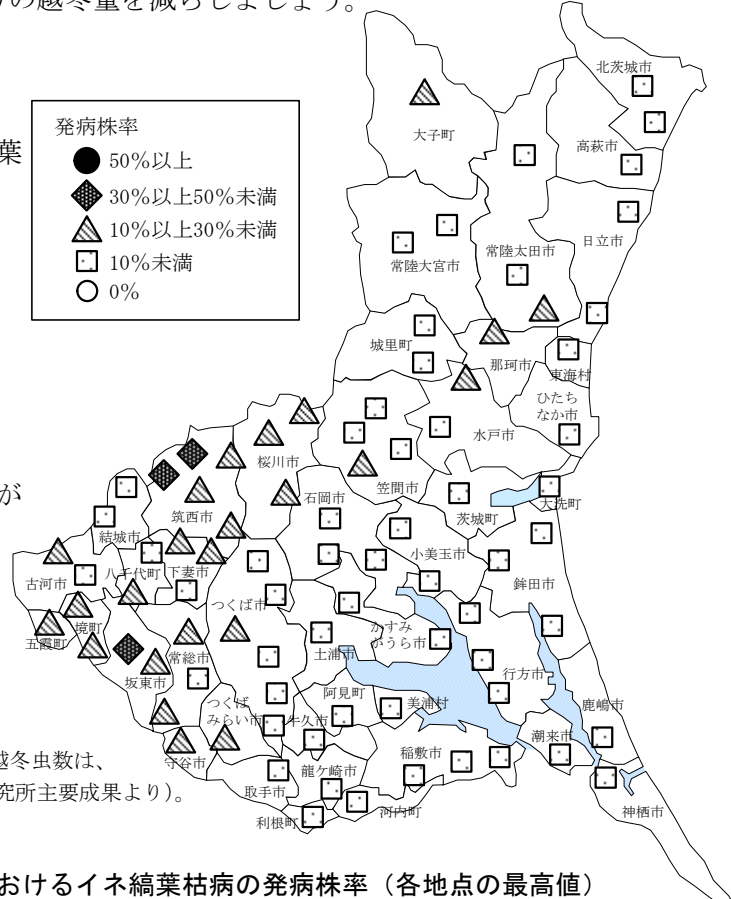 の越冬量を減らしましょう。
発病株率
50%以上
30%以上50%未満
10%以上30%未満
10%未満
0%
葉
が
越冬虫数は、
究所主要成果より)。
北茨城市
大子町
高萩市
日立市
常陸太田市
常陸大宮市
城里町
那珂市
東海村
ひたち
なか市
水戸市
桜川市
笠間市
石岡市
茨城町
大洗町
筑西市
結城市
小美玉市
古河市
八千代町
下妻市
鉾田市
つくば市
五霞町
境町
かすみ
がうら市
土浦市
常総市
坂東市
行方市
つくば
みらい市
牛久市
阿見町
美浦村
鹿嶋市
潮来市
守谷市
稲敷市
龍ケ崎市
取手市
河内町
利根町
神栖市
おけるイネ縞葉枯病の発病株率（各地点の最高値）